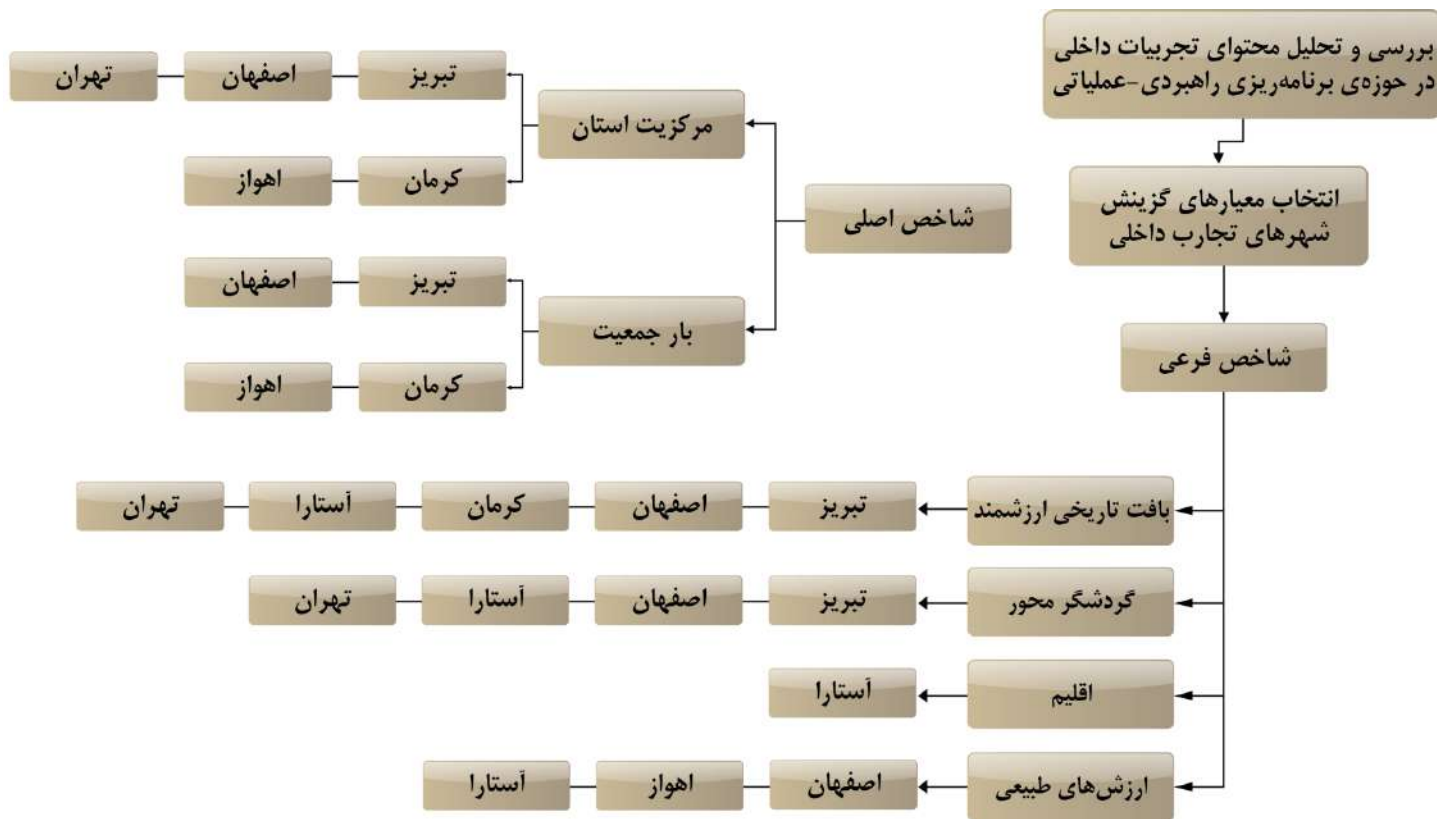 بررسی و تحلیل محتوای تجربیات داخلی
در حوزه‌ی برنامه‌ریزی راهبردی-عملیاتی
انتخاب معیارهای گزینش
شهرهای تجارب داخلی
شاخص اصلی
مرکزیت استان
تبریز
اصفهان
تهران
کرمان
اهواز
بار جمعیت
تبریز
اصفهان
کرمان
اهواز
شاخص فرعی
بافت تاریخی ارزشمند
تبریز
اصفهان
کرمان
آستارا
تهران
گردشگر محور
تبریز
اصفهان
آستارا
تهران
اقلیم
آستارا
ارزش‌های طبیعی
اصفهان
اهواز
آستارا